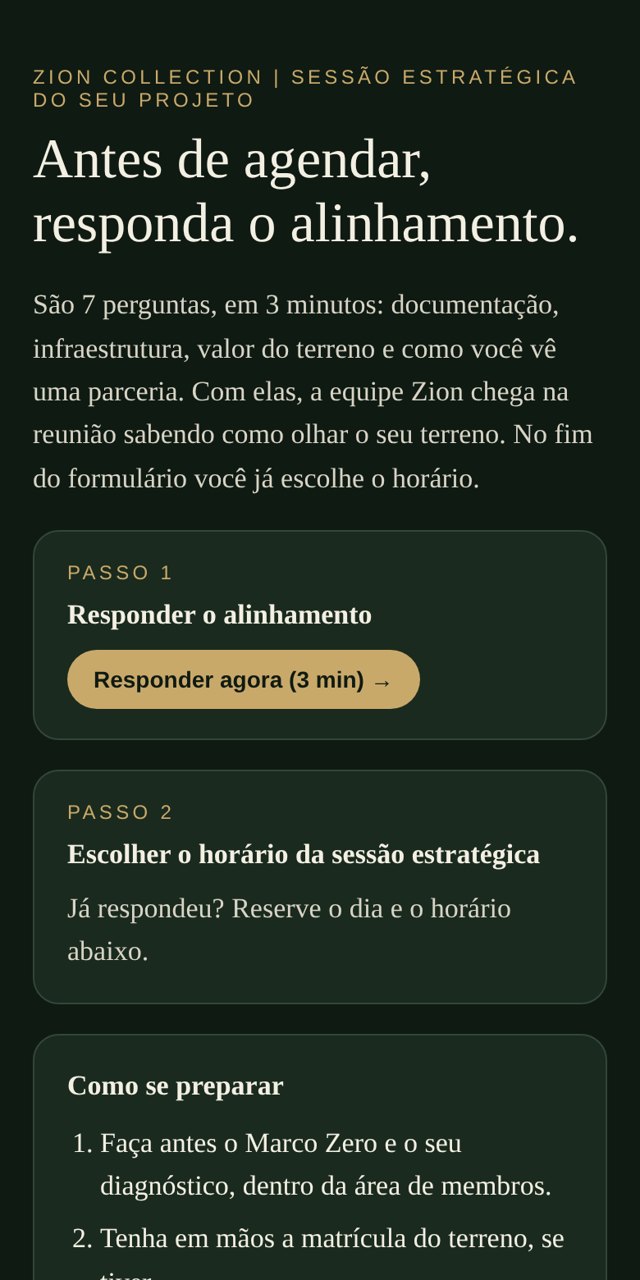 ZION COLLECTION | SESSÃO ESTRATÉGICA
DO SEU PROJETO
Antes de agendar,
responda o alinhamento.
São 7 perguntas, em 3 minutos: documentação,
infraestrutura, valor do terreno e como você vê
uma parceria. Com elas, a equipe Zion chega na
reunião sabendo como olhar o seu terreno. No fim
do formulário você já escolhe o horário.
PASSO 1
Responder o alinhamento
Responder agora (3 min) →
PASSO 2
Escolher o horário da sessão estratégica
Já respondeu? Reserve o dia e o horário
abaixo.
Como se preparar
1. Faça antes o Marco Zero e o seu
diagnóstico, dentro da área de membros.
2. Tenha em mãos a matrícula do terreno, se